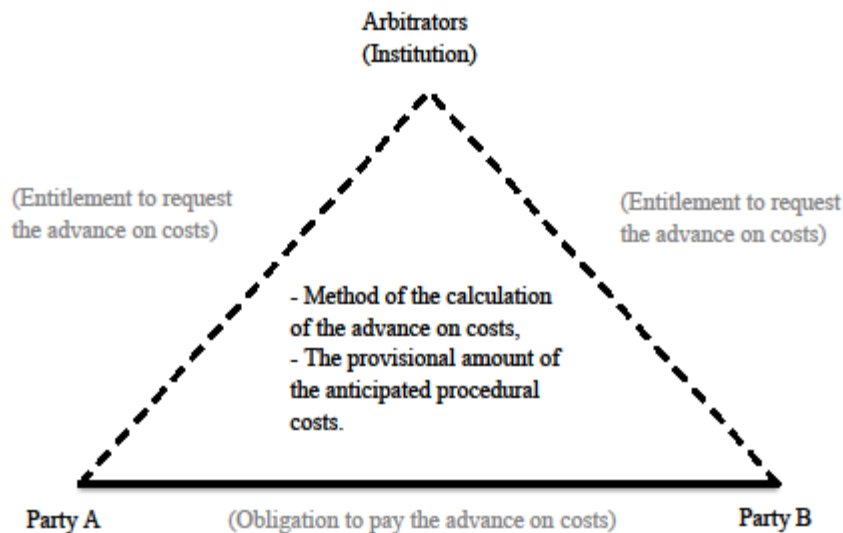 Arbitrators
(Institution)
(Entitlement to request
the advance on costs)
(Entitlement to request
the advance on costs)
- Method of the calculation
of the advance on costs,
- The provisional amount of
the anticipated procedural
costs.
Party A
(Obligation to pay the advance on costs)
Party B